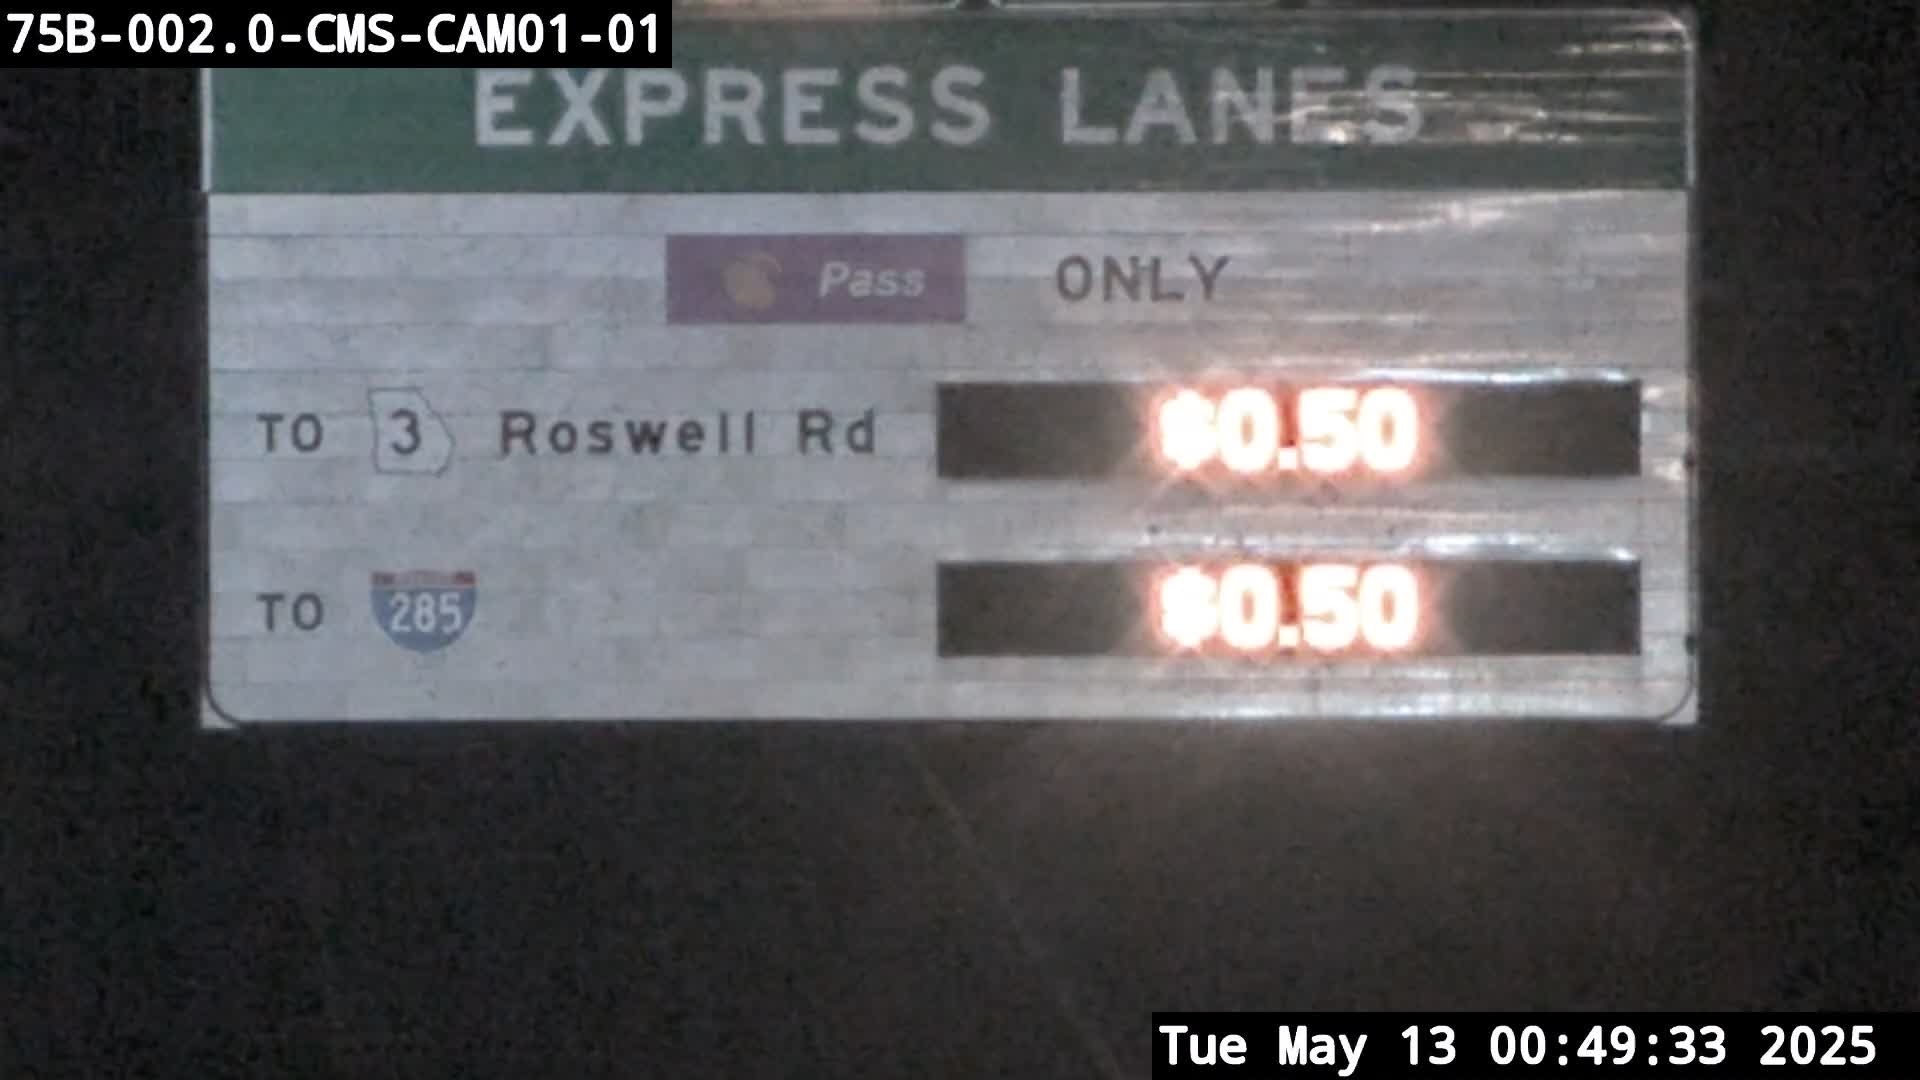 75B-002.0-CMS-CAM01-01
EXPRESS LANES
Pass ONLY
TO 3 Roswell Rd $0.50
TO 285 $0.50
Tue May 13 00:49:33 2025